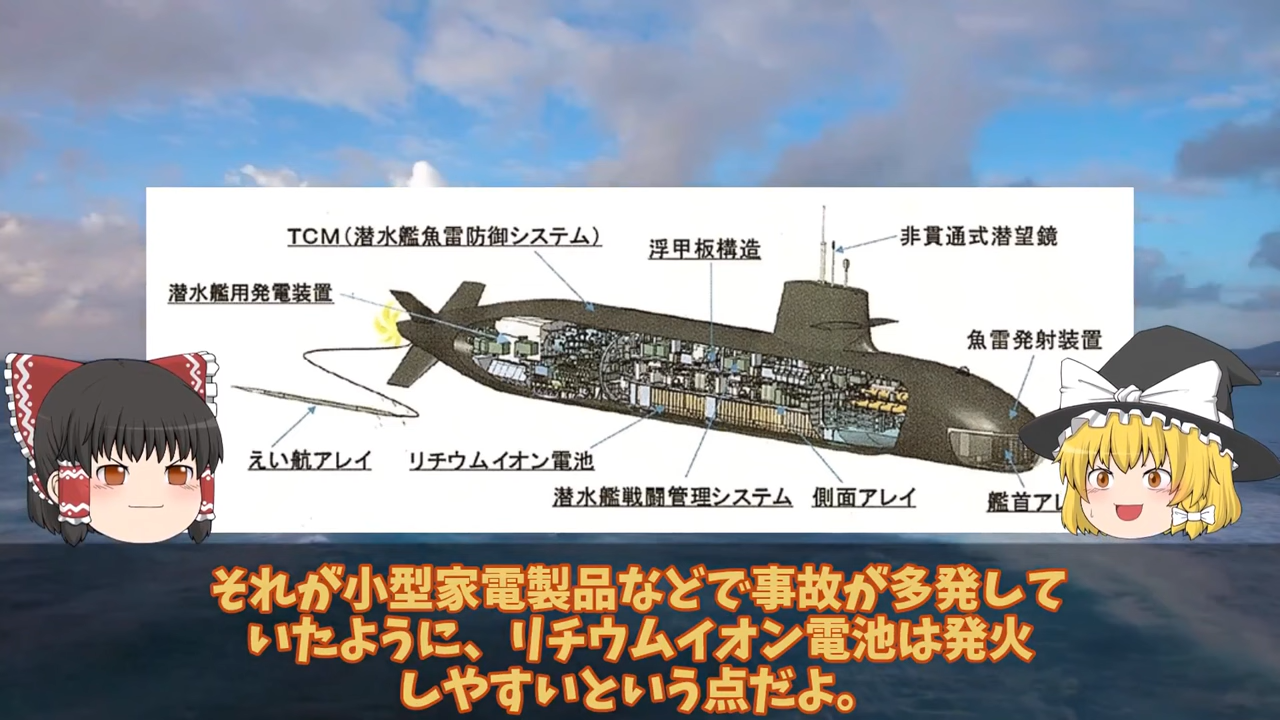 TCM(潜水艦魚雷防御システム)
浮甲板構造
非貫通式潜望鏡
潜水艦用発電装置
魚雷発射装置
えい航アレイ
リチウムイオン電池
潜水艦戦闘管理システム
側面アレイ
艦首アレ
それが小型家電製品などで事故が多発して
いたように、リチウムイオン電池は発火
しやすいという点だよ。